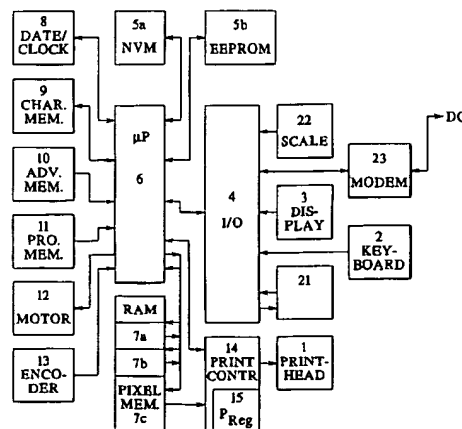 8
DATE/
CLOCK
5a
NVM
5b
EEPROM
9
CHAR.
MEM.
10
ADV.
MEM.
11
PRO.
MEM.
12
MOTOR
13
ENCO-
DER
μP
6
4
I/O
22
SCALE
23
MODEM
3
DIS-
PLAY
2
KEY-
BOARD
21
RAM
7a
7b
PIXEL
MEM.
7c
14
PRINT
CONTR
15
PReg
1
PRINT-
HEAD